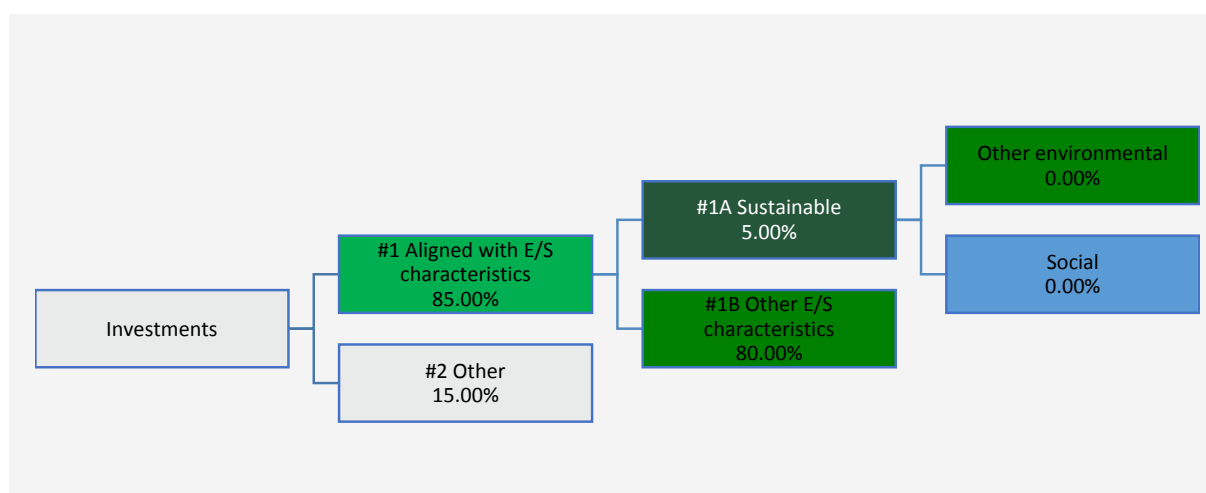 Investments
#1 Aligned with E/S
characteristics
85.00%
#2 Other
15.00%
#1A Sustainable
5.00%
#1B Other E/S
characteristics
80.00%
Other environmental
0.00%
Social
0.00%